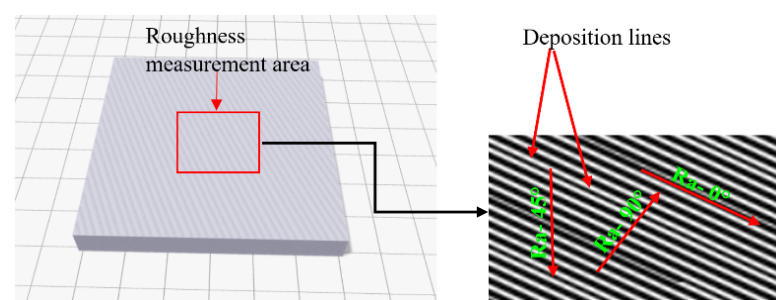 Roughness
measurement area
Deposition lines
Ra- 45°
Ra- 90°
Ra- 0°